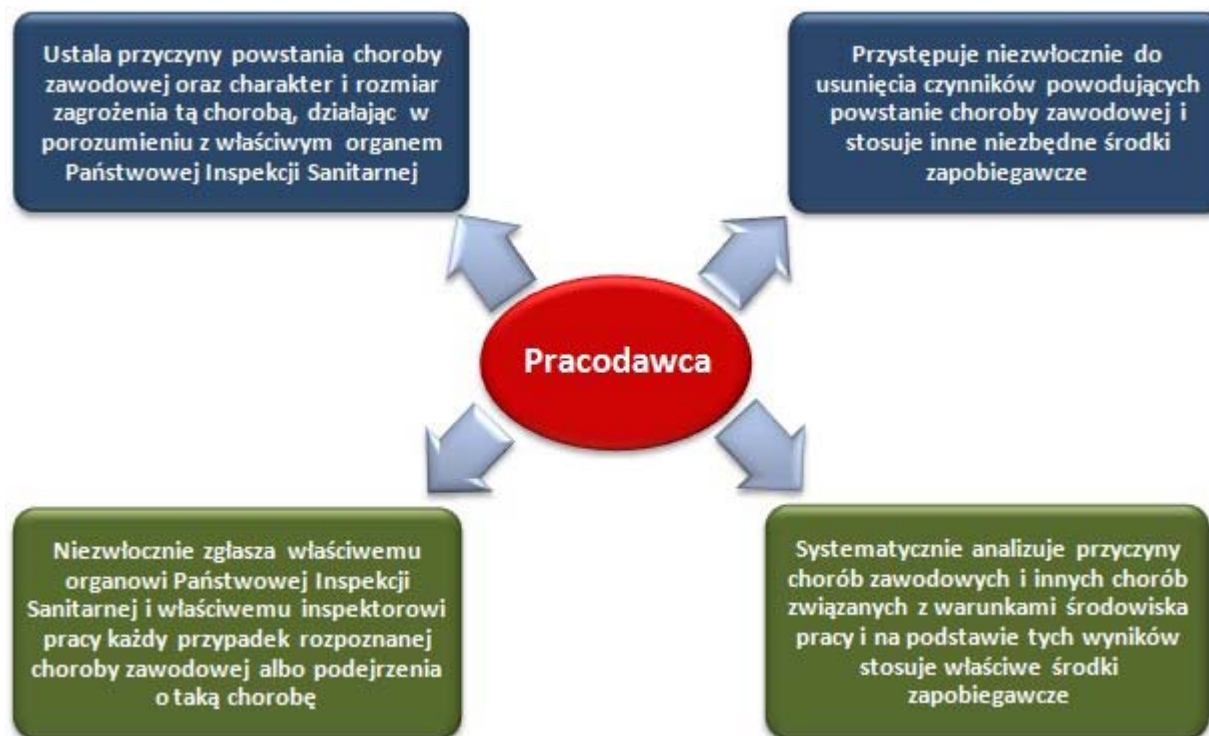 Ustala przyczyny powstania choroby
zawodowej oraz charakter i rozmiar
zagrożenia tą chorobą, działając w
porozumieniu z właściwym organem
Państwowej Inspekcji Sanitarnej
Przystępuje niezwłocznie do
usunięcia czynników powodujących
powstanie choroby zawodowej i
stosuje inne niezbędne środki
zapobiegawcze
Pracodawca
Niezwłocznie zgłasza właściwemu
organowi Państwowej Inspekcji
Sanitarnej i właściwemu inspektorowi
pracy każdy przypadek rozpoznanej
choroby zawodowej albo podejrzenia
o taką chorobę
Systematycznie analizuje przyczyny
chorób zawodowych i innych chorób
związanych z warunkami środowiska
pracy i na podstawie tych wyników
stosuje właściwe środki
zapobiegawcze